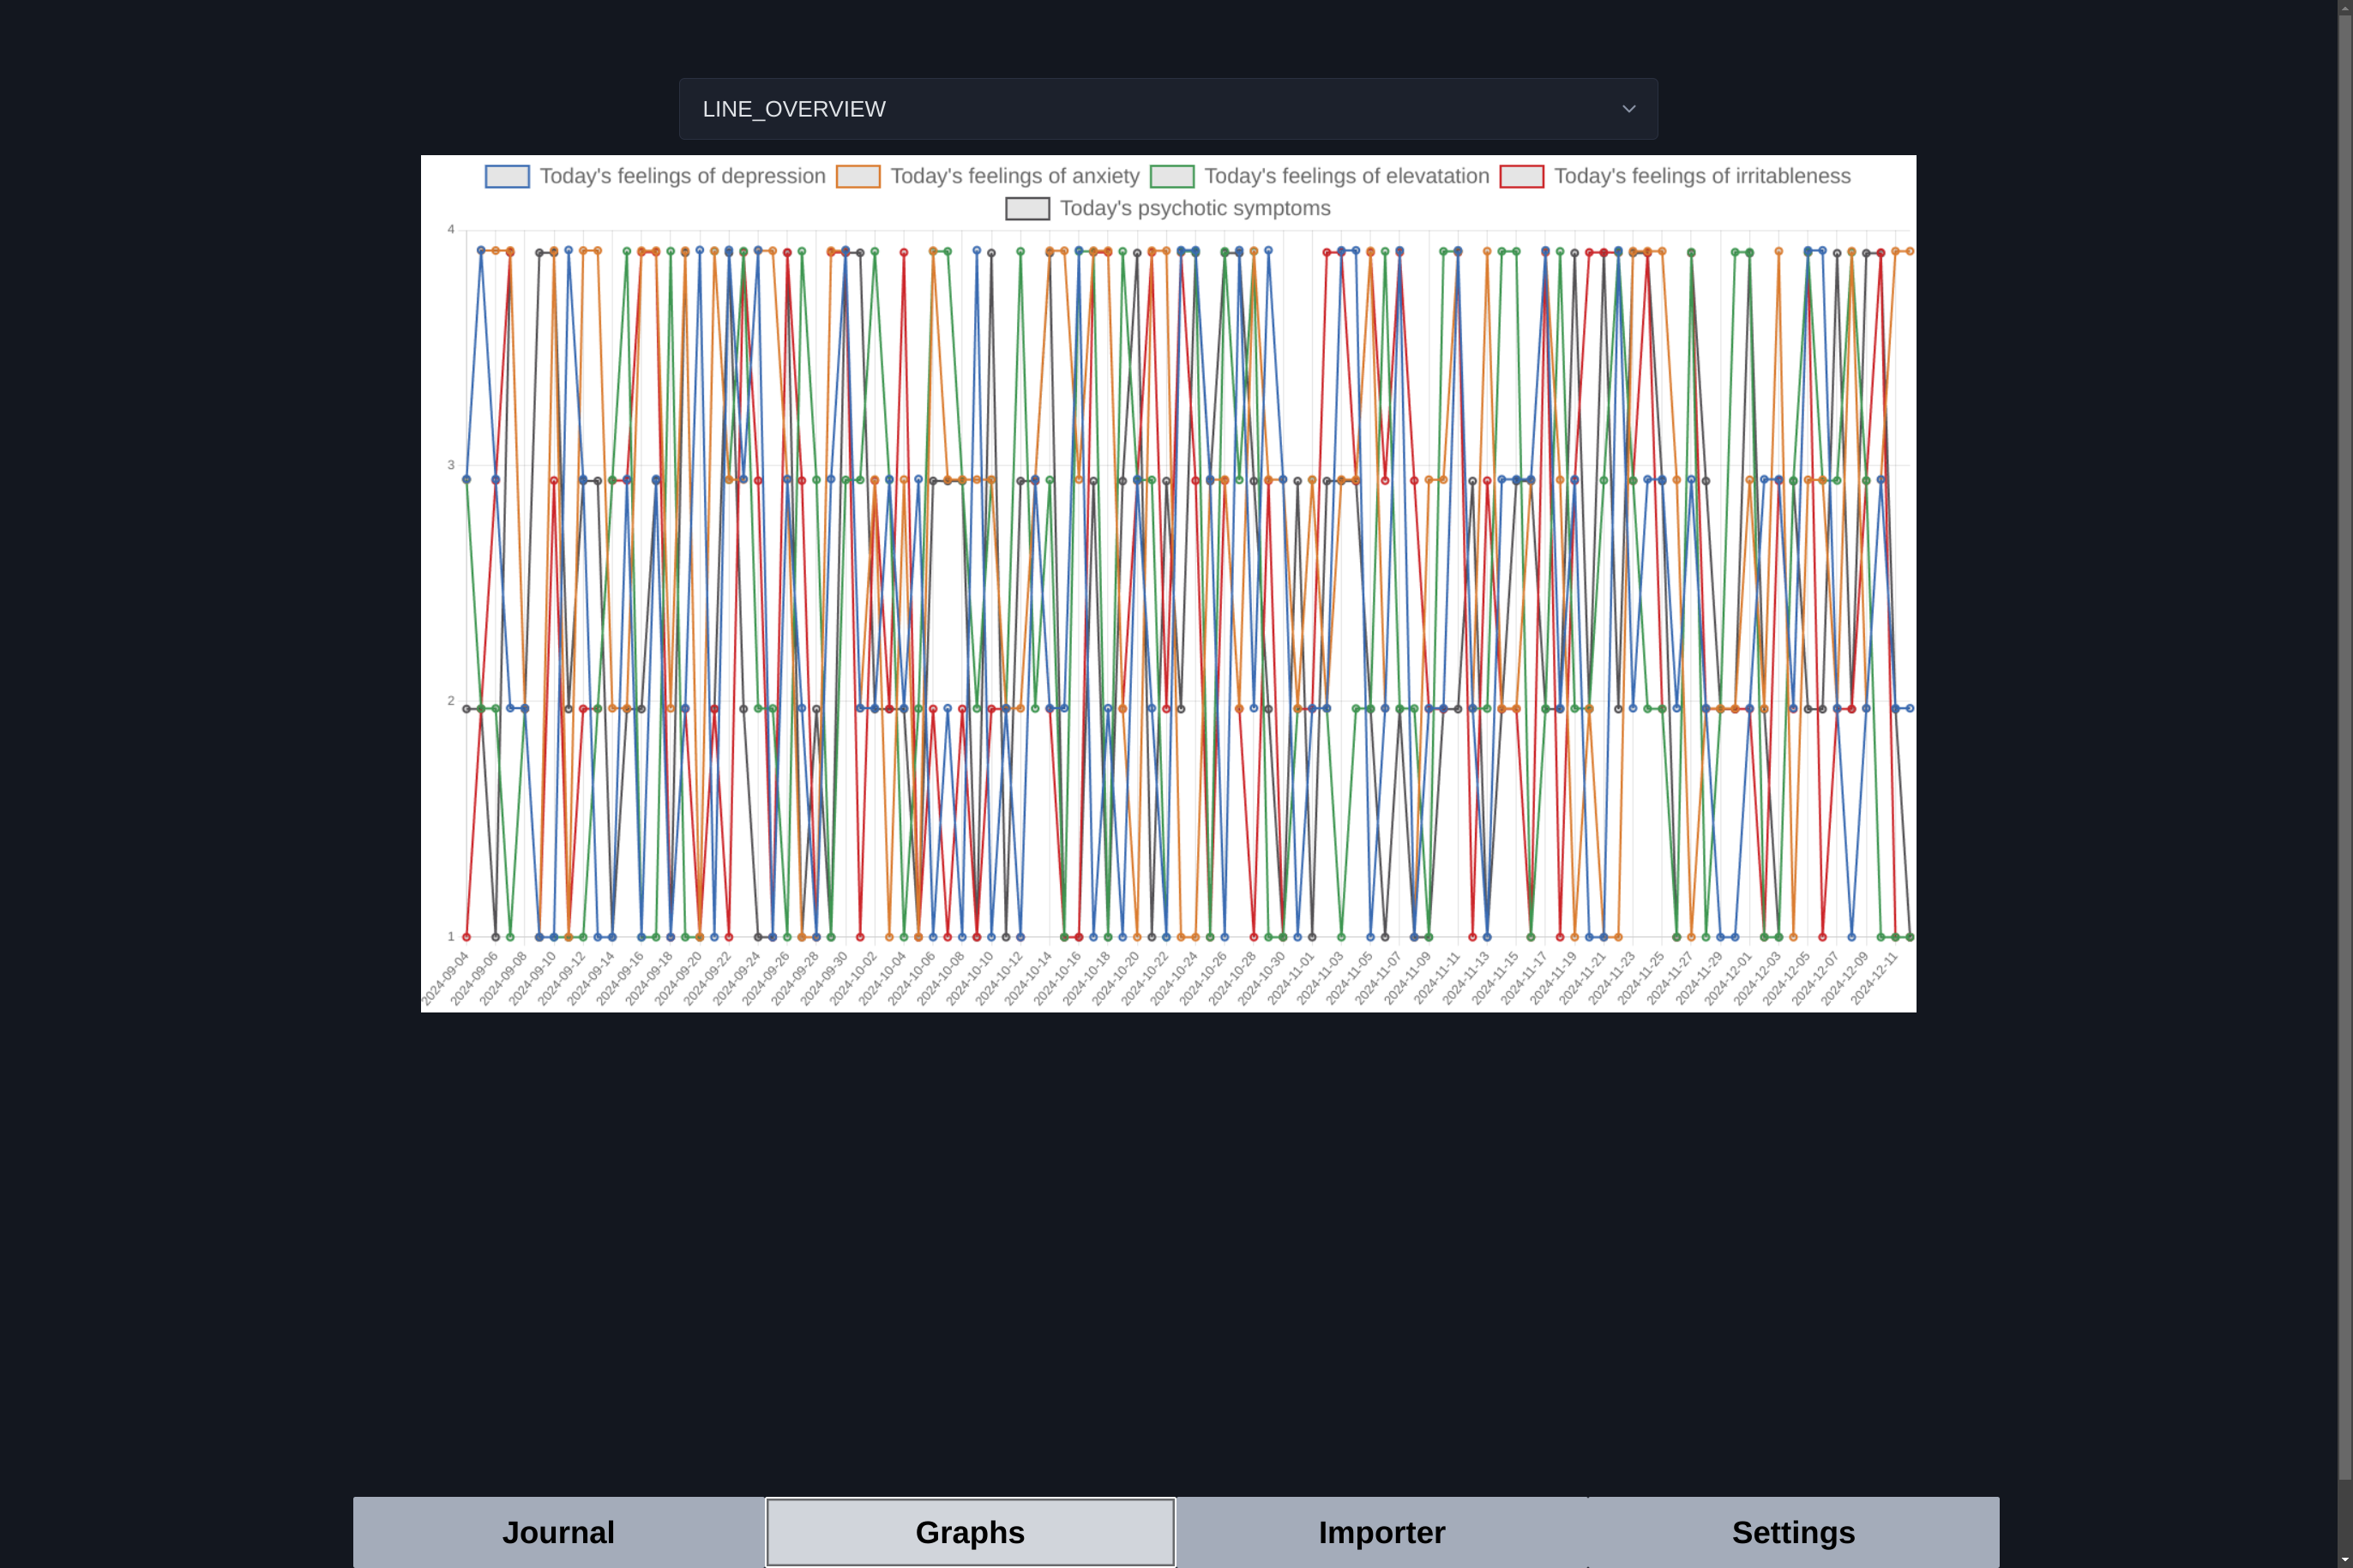 LINE_OVERVIEW
Today's feelings of depression Today's feelings of anxiety Today's feelings of elevatation Today's feelings of irritableness
Today's psychotic symptoms
4
3
2
1
2024-09-04 2024-09-06 2024-09-08 2024-09-10 2024-09-12 2024-09-14 2024-09-16 2024-09-18 2024-09-20 2024-09-22 2024-09-24 2024-09-26 2024-09-28 2024-09-30 2024-10-02 2024-10-04 2024-10-06 2024-10-08 2024-10-10 2024-10-12 2024-10-14 2024-10-16 2024-10-18 2024-10-20 2024-10-22 2024-10-24 2024-10-26 2024-10-28 2024-10-30 2024-11-01 2024-11-03 2024-11-05 2024-11-07 2024-11-09 2024-11-11 2024-11-13 2024-11-15 2024-11-17 2024-11-19 2024-11-21 2024-11-23 2024-11-25 2024-11-27 2024-11-29 2024-12-01 2024-12-03 2024-12-05 2024-12-07 2024-12-09 2024-12-11
Journal Graphs Importer Settings